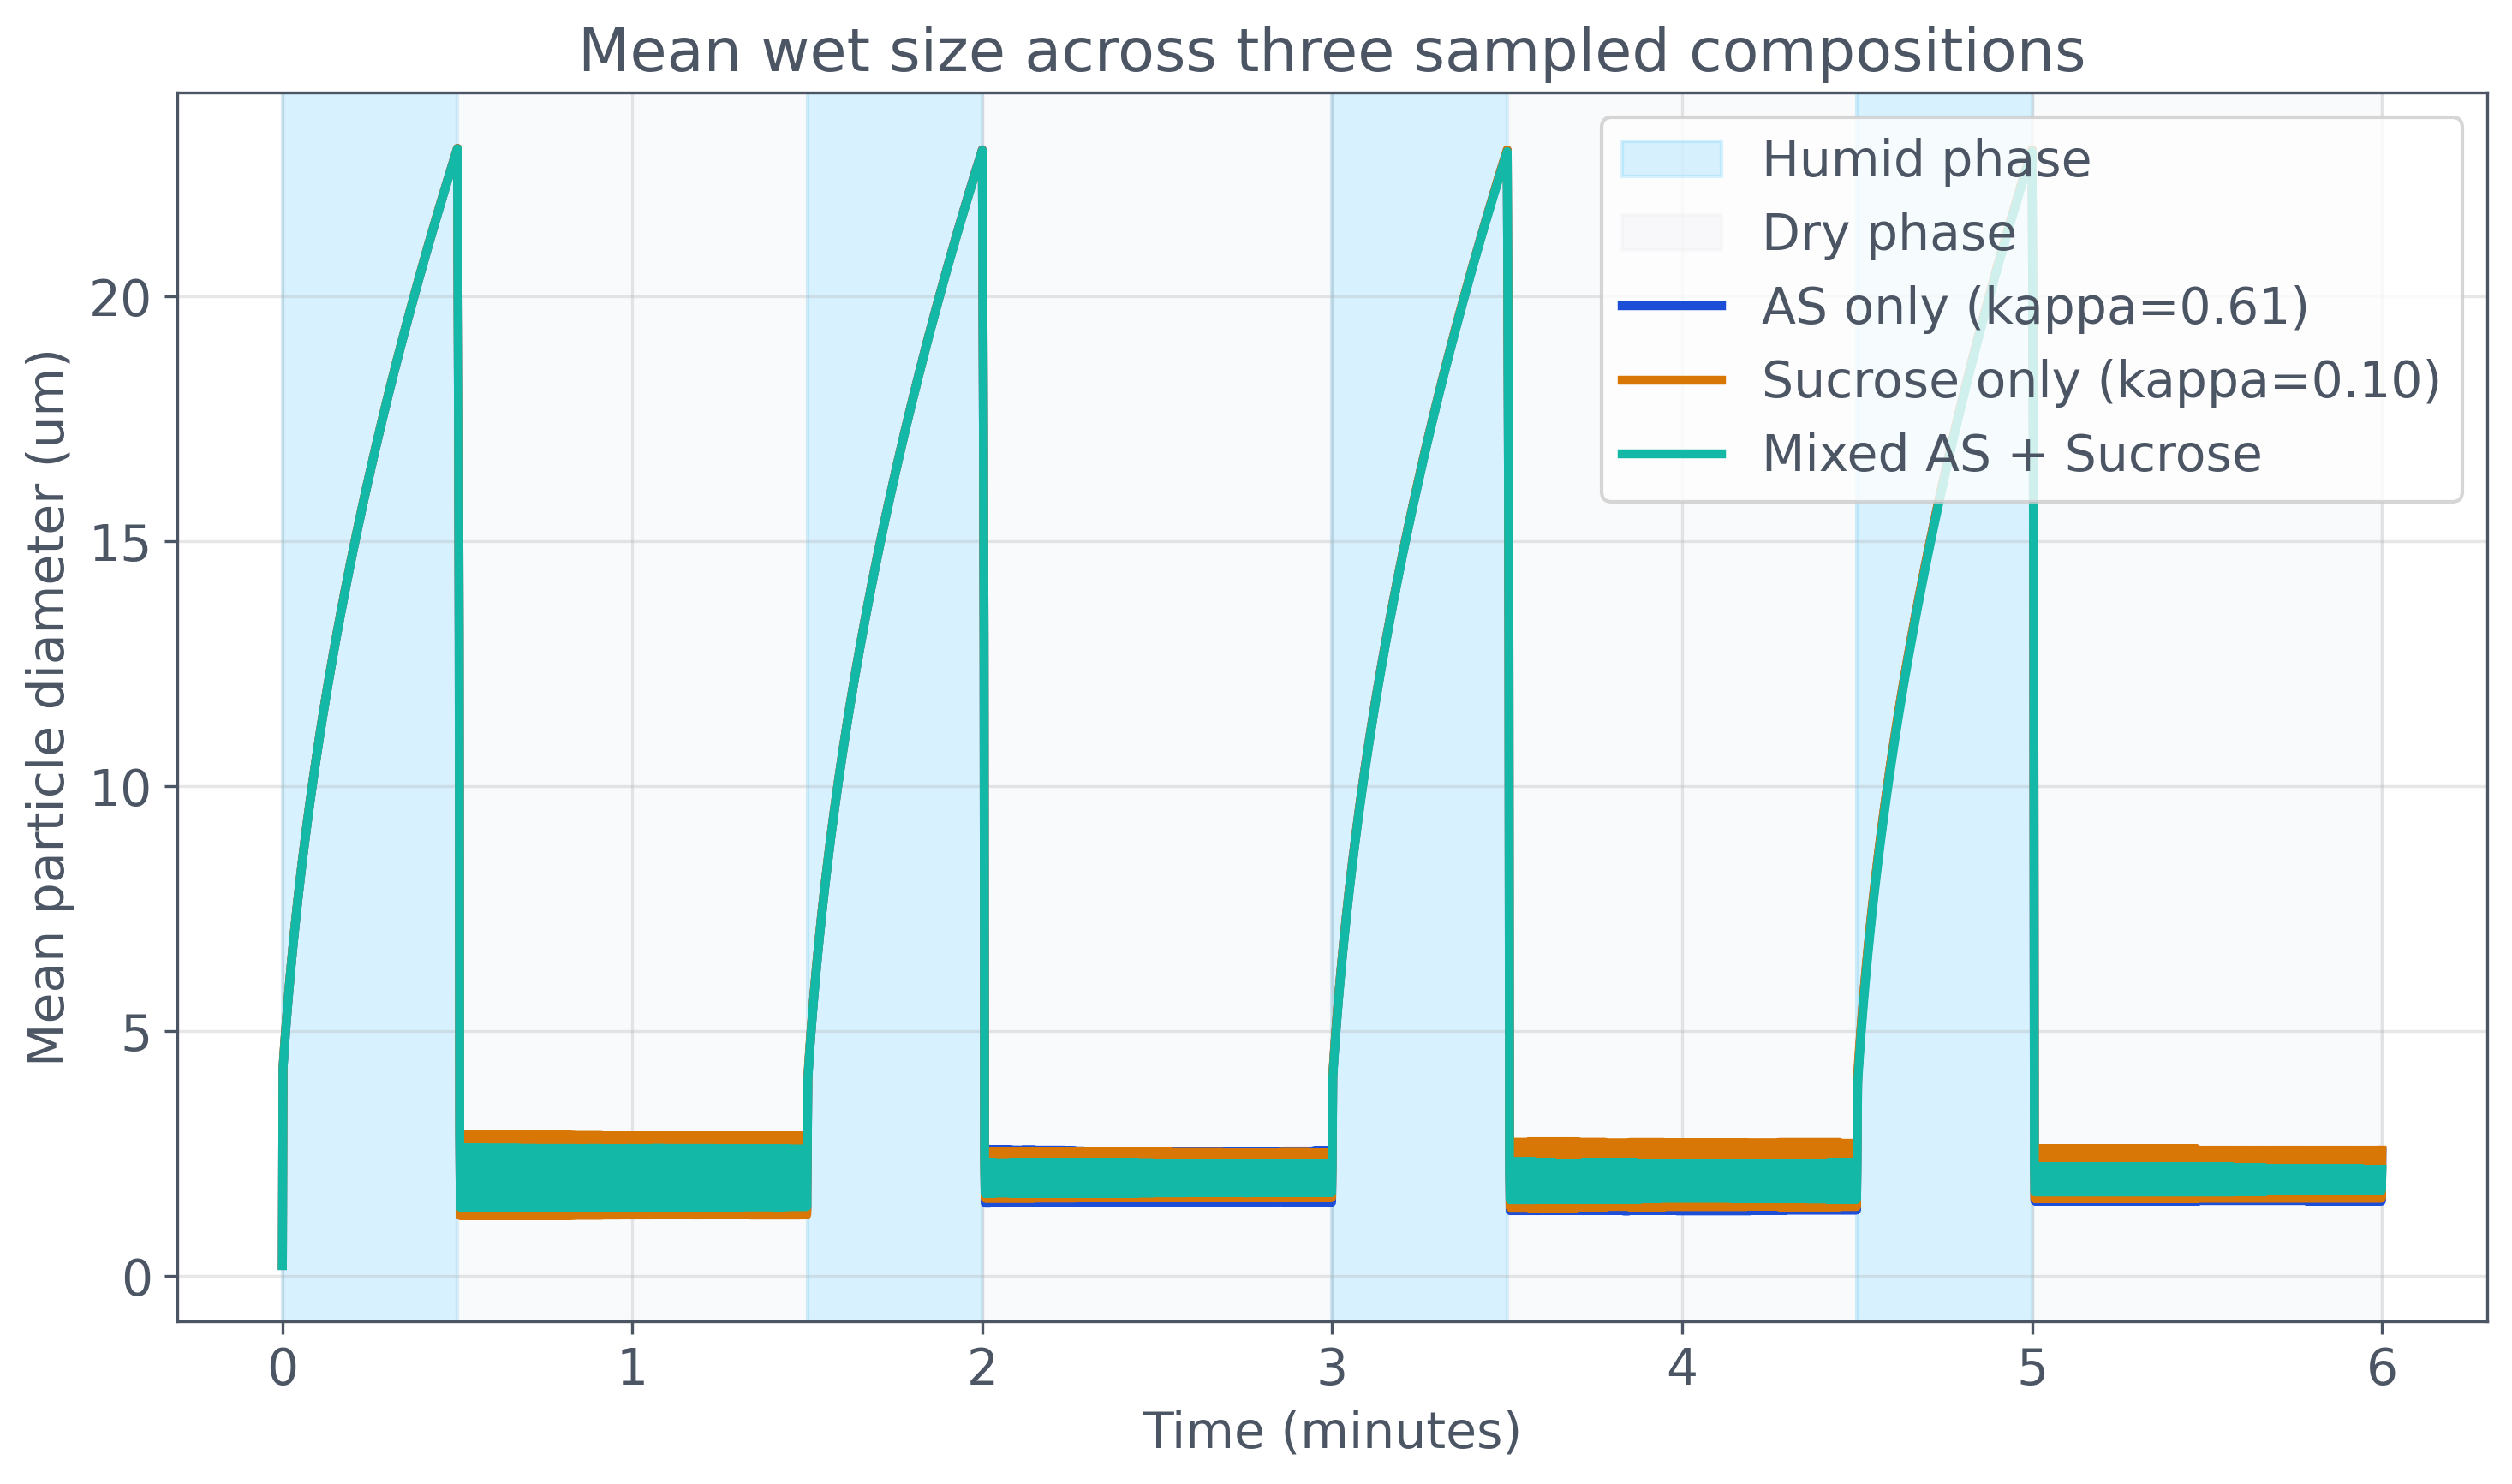 Mean wet size across three sampled compositions
Mean particle diameter (um)
20
15
10
5
0
Humid phase
Dry phase
AS only (kappa=0.61)
Sucrose only (kappa=0.10)
Mixed AS + Sucrose
0 1 2 3 4 5 6
Time (minutes)